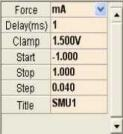 Force mA
Delay(ms) 1
Clamp 1.500V
Start -1.000
Stop 1.000
Step 0.040
Title SMU1